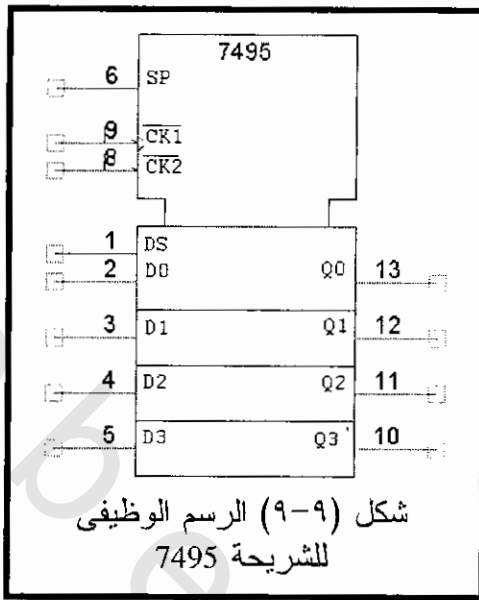 7495
6 SP
9 CK1
8 CK2
1 DS
2 D0 Q0 13
3 D1 Q1 12
4 D2 Q2 11
5 D3 Q3 10
شكل (٩-٩) الرسم الوظيفى
للشريحة 7495